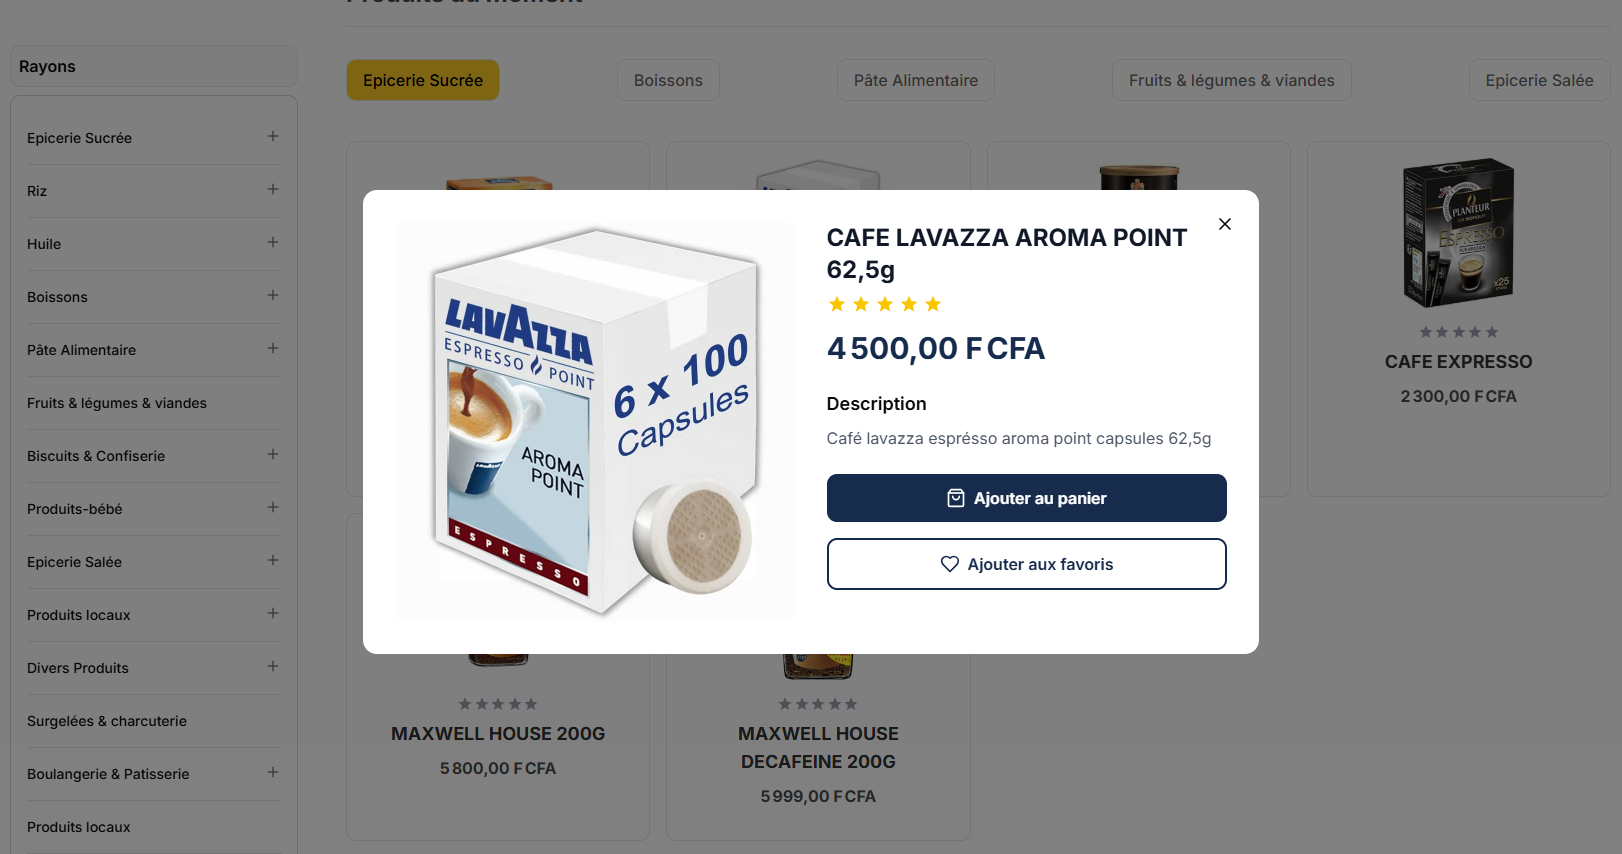 Produits du moment
Rayons
Epicerie Sucrée
Riz
Huile
Boissons
Pâte Alimentaire
Fruits & légumes & viandes
Biscuits & Confiserie
Produits-bébé
Epicerie Salée
Produits locaux
Divers Produits
Surgelées & charcuterie
Boulangerie & Patisserie
Produits locaux
Epicerie Sucrée
Boissons
Pâte Alimentaire
Fruits & légumes & viandes
Epicerie Salée
PLANTEUR
ESPRESSO
x25
CAFE EXPRESSO
2 300,00 F CFA
LAVAZZA
ESPRESSO POINT
6 x 100
Capsules
AROMA
POINT
ESPRESSO
CAFE LAVAZZA AROMA POINT
62,5g
4 500,00 F CFA
Description
Café lavazza esprésso aroma point capsules 62,5g
Ajouter au panier
Ajouter aux favoris
MAXWELL HOUSE 200G
5 800,00 F CFA
MAXWELL HOUSE
DECAFEINE 200G
5 999,00 F CFA